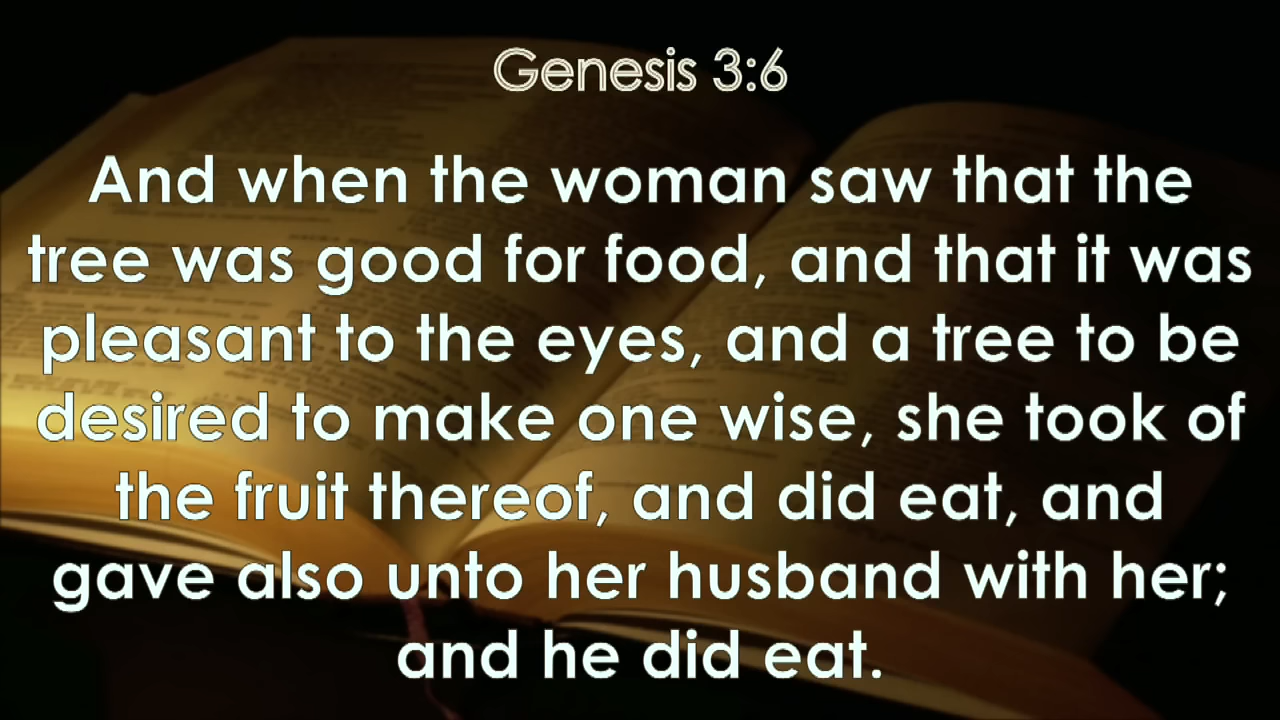 Genesis 3:6
And when the woman saw that the
tree was good for food, and that it was
pleasant to the eyes, and a tree to be
desired to make one wise, she took of
the fruit thereof, and did eat, and
gave also unto her husband with her;
and he did eat.